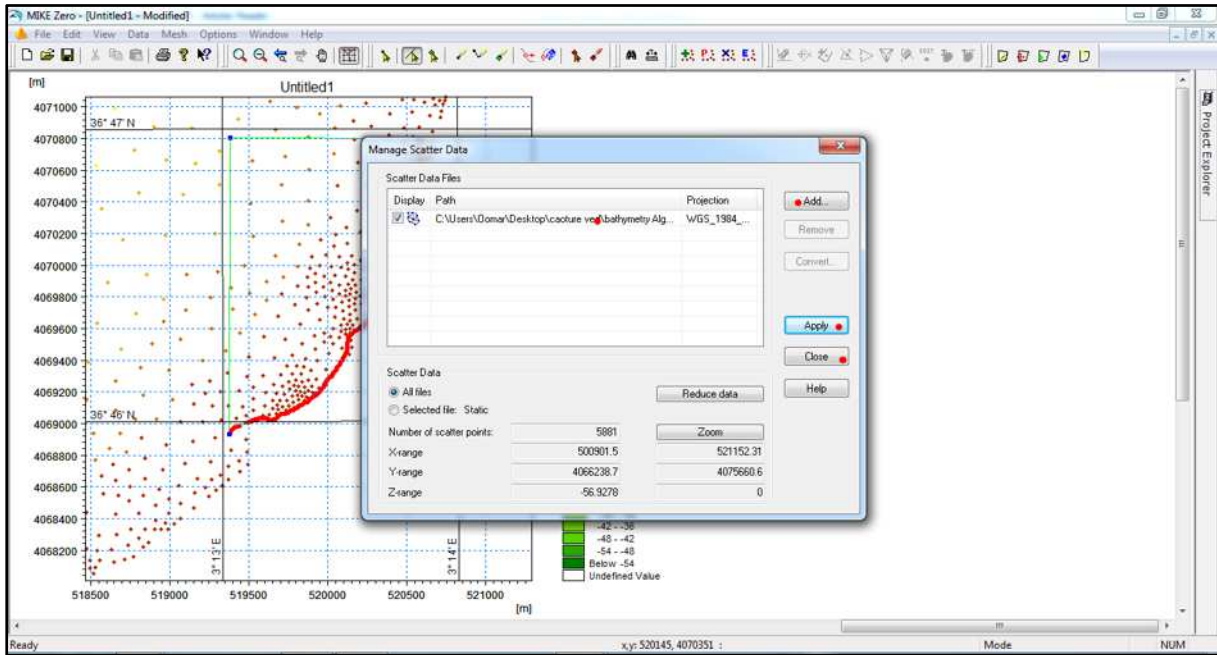 MIKE Zero - [Untitled1 - Modified]
File Edit View Data Mesh Options Window Help
[m]
Untitled1
4071000
36° 47' N
4070800
4070600
4070400
4070200
4070000
4069800
4069600
4069400
4069200
36° 46' N
4069000
4068800
4068600
4068400
4068200
3° 13' E
3° 14' E
518500 519000 519500 520000 520500 521000
[m]
Manage Scatter Data
Scatter Data Files
Display Path Projection
C:\Users\Oomar\Desktop\caoture \bathymetry Alg... WGS_1984_...
Add...
Remove
Convert...
Apply
Close
Help
Scatter Data
All files
Reduce data
Selected file: Static
Number of scatter points: 5881
Zoom
X-range 500901.5 521152.31
Y-range 4066238.7 4075660.6
Z-range -56.9278 0
-42 - -36
-48 - -42
-54 - -48
Below -54
Undefined Value
Project Explorer
Ready
x,y: 520145, 4070351 :
Mode
NUM